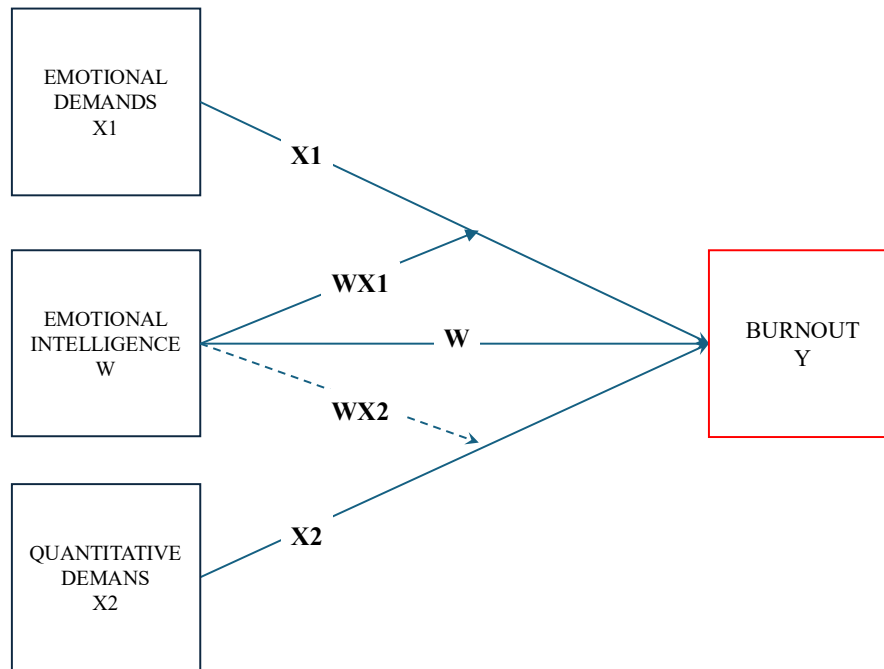 EMOTIONAL
DEMANDS
X1
X1
WX1
EMOTIONAL
INTELLIGENCE
W
W
BURNOUT
Y
WX2
X2
QUANTITATIVE
DEMANS
X2